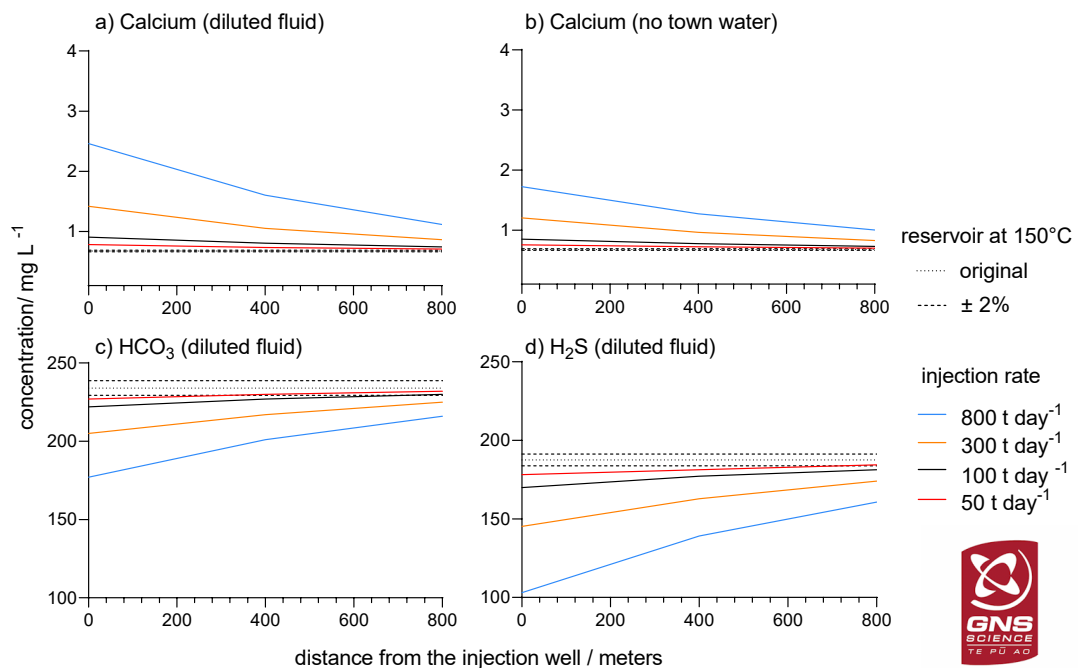 a) Calcium (diluted fluid)
b) Calcium (no town water)
4
3
2
1
0 200 400 600 800
4
3
2
1
0 200 400 600 800
reservoir at 150°C
original
± 2%
concentration/ mg L⁻¹
c) HCO₃ (diluted fluid)
d) H₂S (diluted fluid)
250
200
150
100
0 200 400 600 800
250
200
150
100
0 200 400 600 800
injection rate
800 t day⁻¹
300 t day⁻¹
100 t day ⁻¹
50 t day⁻¹
distance from the injection well / meters
GNS
SCIENCE
TE PŪ AO